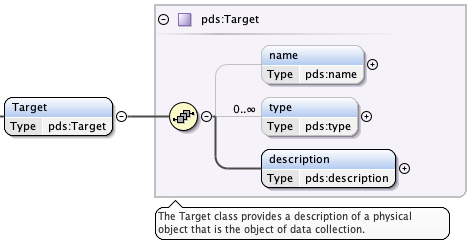 pds:Target
name
Type pds:name
0..∞
type
Type pds:type
Target
Type pds:Target
description
Type pds:description
The Target class provides a description of a physical
object that is the object of data collection.